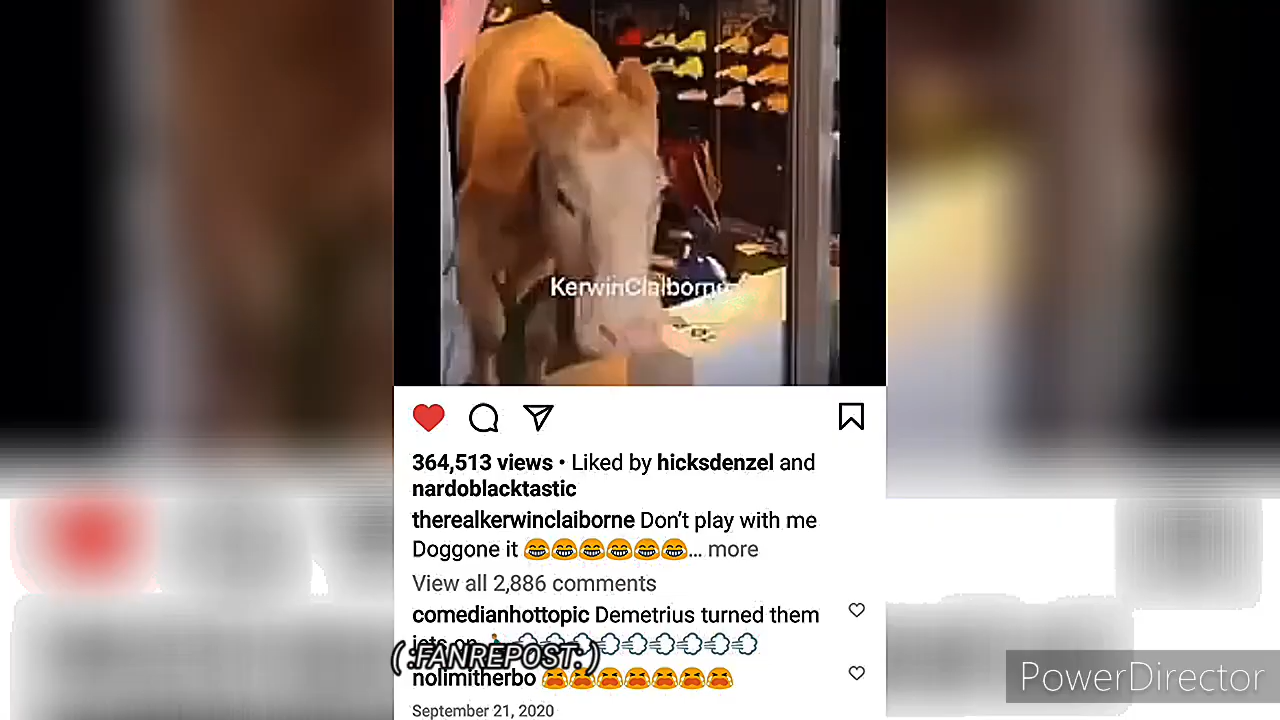 KerwinClaiborne
364,513 views • Liked by hicksdenzel and
nardoblacktastic
therealkerwinclaiborne Don't play with me
Doggone it 😂😂😂😂😂😂... more
View all 2,886 comments
comedianhottopic Demetrius turned them
jets on 🏃‍♂️💨💨💨💨💨💨💨💨💨
(:FANREPOST:)
nolimitherbo 😭😭😭😭😭😭😭
September 21, 2020
PowerDirector